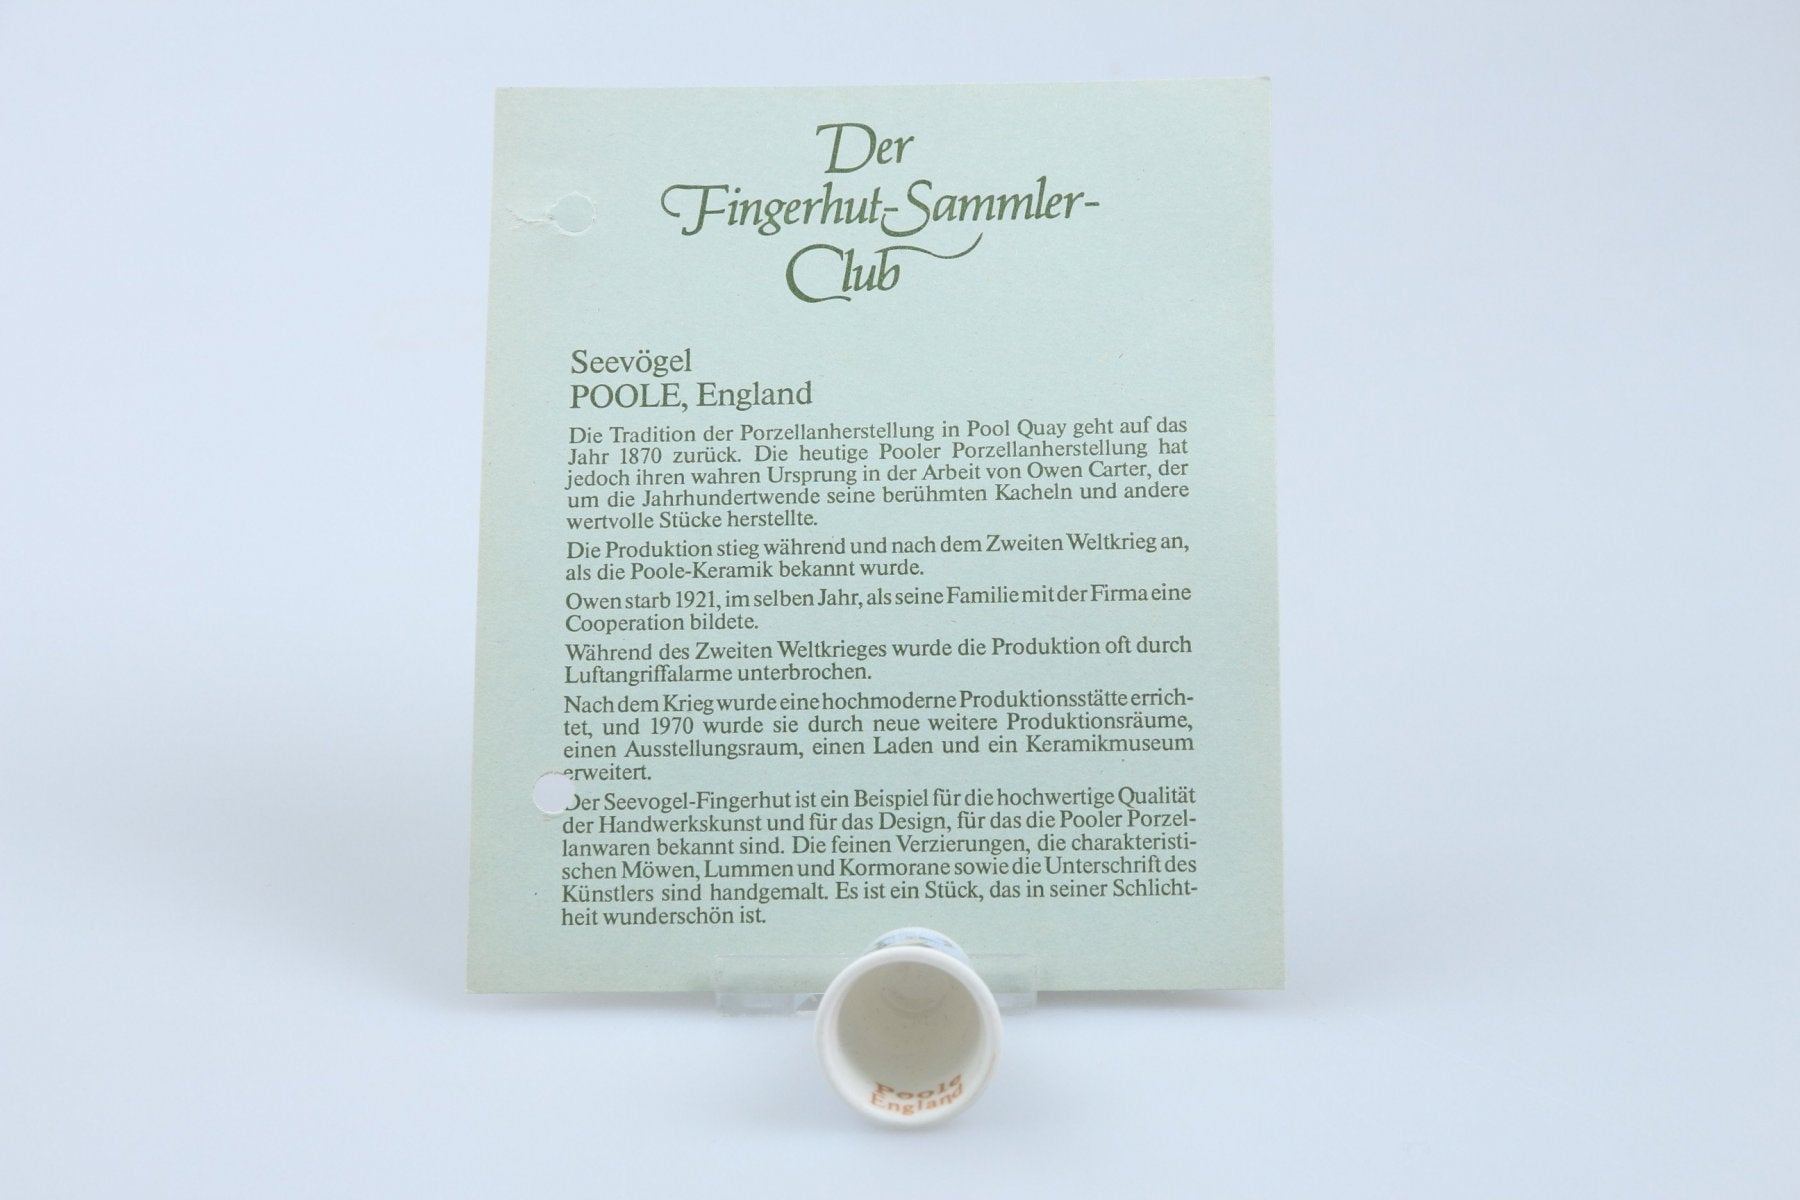 Der
Fingerhut-Sammler-
Club
Seevögel
POOLE, England
Die Tradition der Porzellanherstellung in Pool Quay geht auf das
Jahr 1870 zurück. Die heutige Pooler Porzellanherstellung hat
jedoch ihren wahren Ursprung in der Arbeit von Owen Carter, der
um die Jahrhundertwende seine berühmten Kacheln und andere
wertvolle Stücke herstellte.
Die Produktion stieg während und nach dem Zweiten Weltkrieg an,
als die Poole-Keramik bekannt wurde.
Owen starb 1921, im selben Jahr, als seine Familie mit der Firma eine
Cooperation bildete.
Während des Zweiten Weltkrieges wurde die Produktion oft durch
Luftangriffalarme unterbrochen.
Nach dem Krieg wurde eine hochmoderne Produktionsstätte errich-
tet, und 1970 wurde sie durch neue weitere Produktionsräume,
einen Ausstellungsraum, einen Laden und ein Keramikmuseum
erweitert.
Der Seevogel-Fingerhut ist ein Beispiel für die hochwertige Qualität
der Handwerkskunst und für das Design, für das die Pooler Porzel-
lanwaren bekannt sind. Die feinen Verzierungen, die charakteristi-
schen Möwen, Lummen und Kormorane sowie die Unterschrift des
Künstlers sind handgemalt. Es ist ein Stück, das in seiner Schlicht-
heit wunderschön ist.
Poole
England